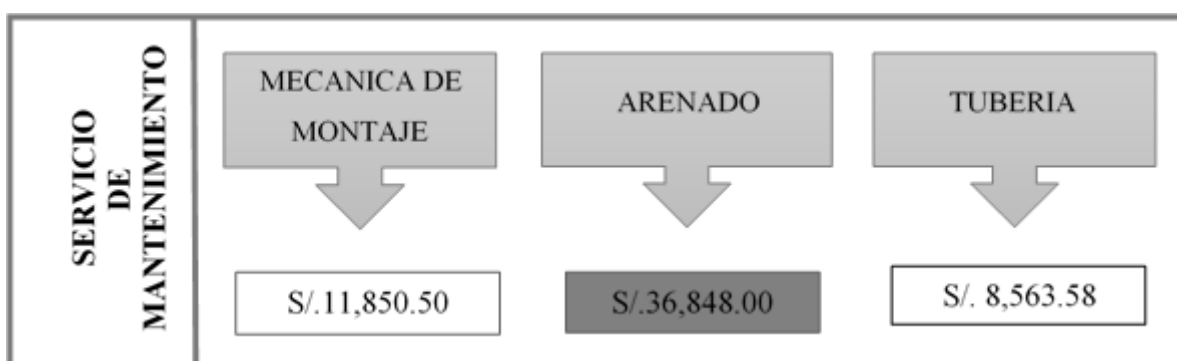 SERVICIO
DE
MANTENIMIENTO
MECANICA DE
MONTAJE
ARENADO
TUBERIA
S/.11,850.50
S/.36,848.00
S/. 8,563.58